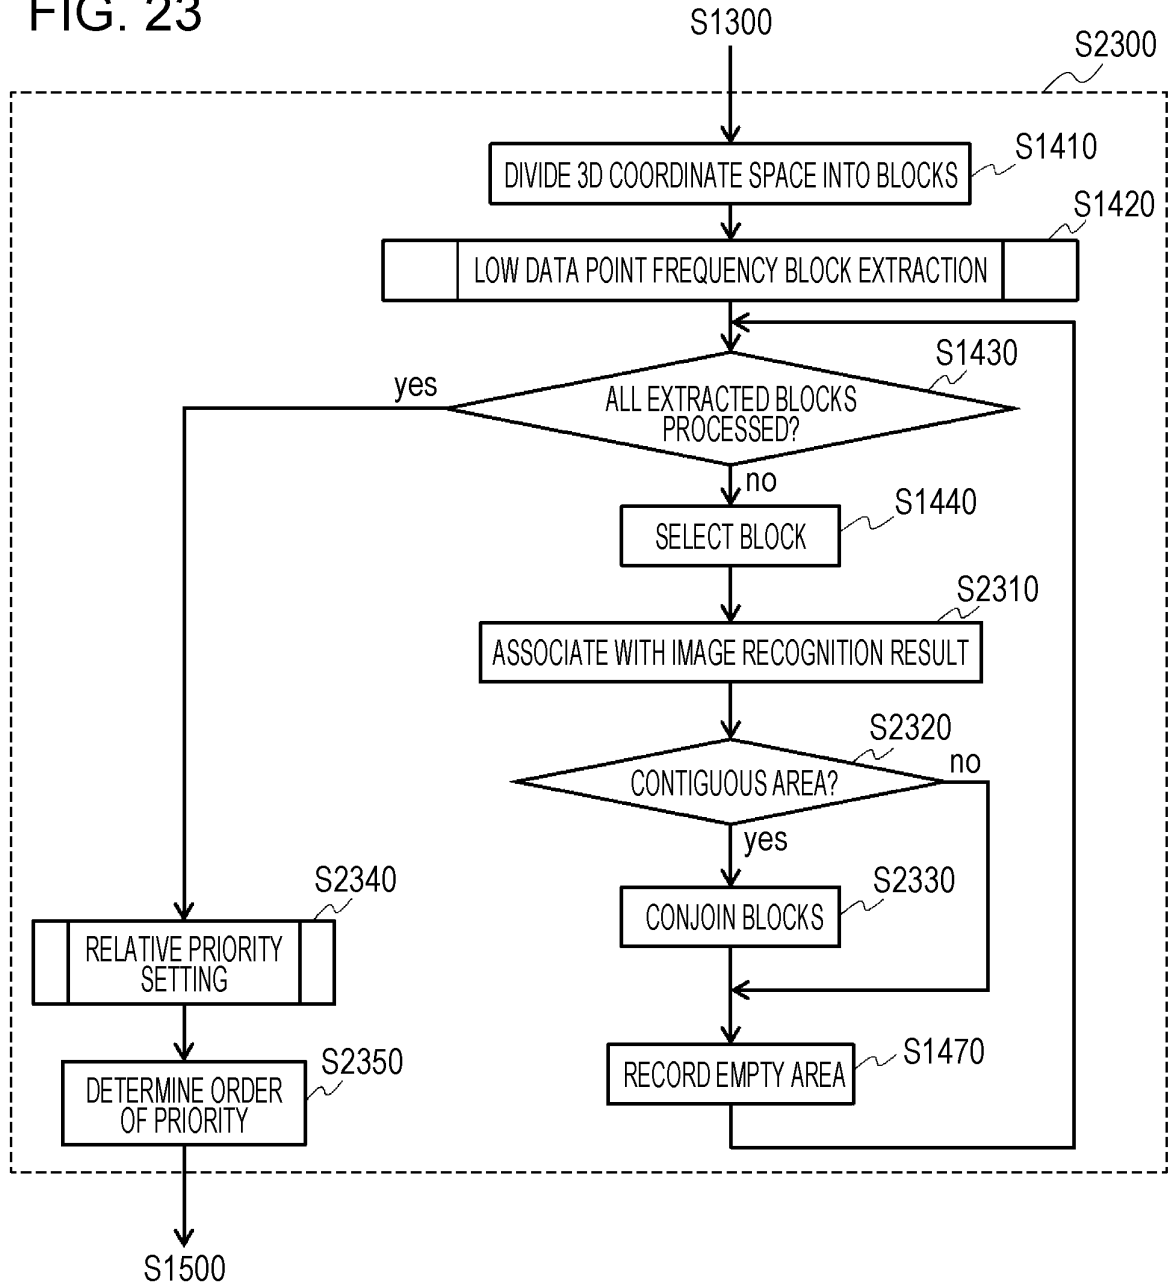 FIG. 23
S1300
S2300
DIVIDE 3D COORDINATE SPACE INTO BLOCKS
S1410
S1420
LOW DATA POINT FREQUENCY BLOCK EXTRACTION
S1430
yes
ALL EXTRACTED BLOCKS
PROCESSED?
no
S1440
SELECT BLOCK
S2310
ASSOCIATE WITH IMAGE RECOGNITION RESULT
S2320
no
CONTIGUOUS AREA?
yes
S2330
CONJOIN BLOCKS
S2340
RELATIVE PRIORITY
SETTING
S1470
RECORD EMPTY AREA
S2350
DETERMINE ORDER
OF PRIORITY
S1500